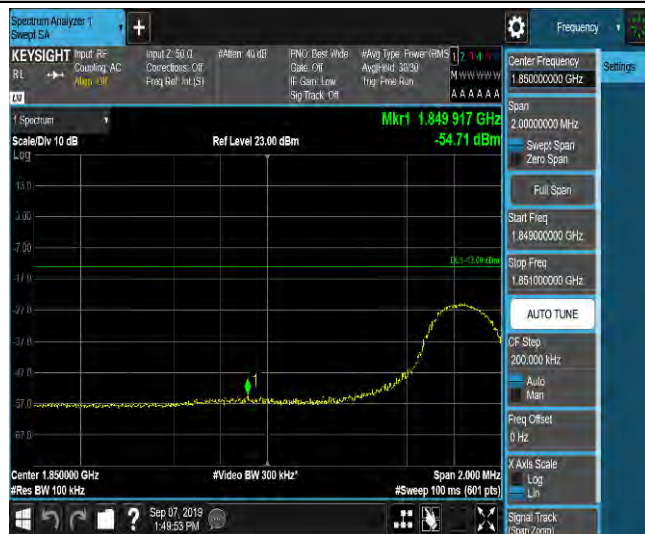 Spectrum Analyzer 1
Swept SA
+
Frequency
KEYSIGHT
RL
Input: RF
Coupling: AC
Align: Off
Input Z: 50 Ω
Corrections: Off
Freq Ref: Int (S)
#Atten: 40 dB
PNO: Best Wide
Gate: Off
IF Gain: Low
Sig Track: Off
#Avg Type: Power (RMS
Avg|Hold: 30/30
Trig: Free Run
M W W W W W
A A A A A A
1 Spectrum
Scale/Div 10 dB
Log
Ref Level 23.00 dBm
Mkr1 1.849 917 GHz
-54.71 dBm
13.0
3.00
-7.00
DL1 -13.00 dBm
-17.0
-27.0
-37.0
-47.0
1
-57.0
-67.0
Center 1.850000 GHz
#Res BW 100 kHz
#Video BW 300 kHz*
Span 2.000 MHz
#Sweep 100 ms (601 pts)
Sep 07, 2019
1:49:53 PM
Center Frequency
1.850000000 GHz
Settings
Span
2.00000000 MHz
Swept Span
Zero Span
Full Span
Start Freq
1.849000000 GHz
Stop Freq
1.851000000 GHz
AUTO TUNE
CF Step
200.000 kHz
Auto
Man
Freq Offset
0 Hz
X Axis Scale
Log
Lin
Signal Track
(Span Zoom)